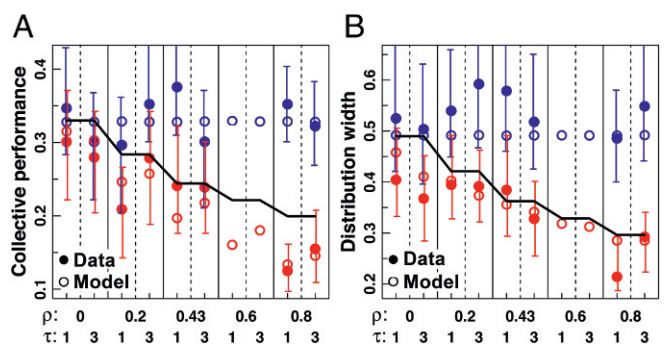 A
B
Collective performance
0.4
0.3
0.2
0.1
Data
Model
Distribution width
0.6
0.5
0.4
0.3
0.2
Data
Model
ρ: 0 0.2 0.43 0.6 0.8
τ: 1 3 1 3 1 3 1 3 1 3
ρ: 0 0.2 0.43 0.6 0.8
τ: 1 3 1 3 1 3 1 3 1 3